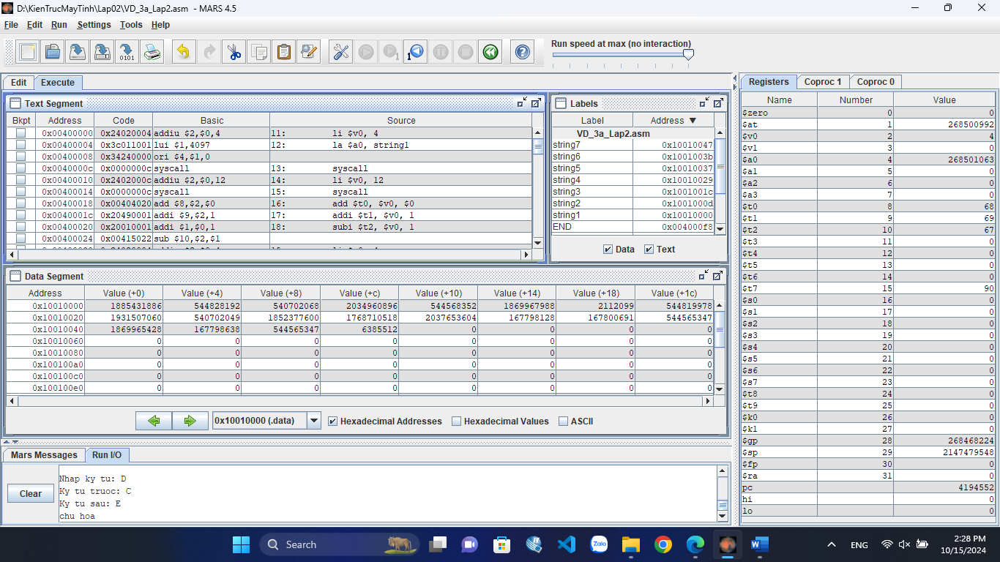 D:\KienTrucMayTinh\Lap02\VD_3a_Lap2.asm - MARS 4.5
File Edit Run Settings Tools Help
Run speed at max (no interaction)
Edit Execute
Text Segment
Bkpt Address Code Basic Source
0x00400000 0x24020004 addiu $2,$0,4 11: li $v0, 4
0x00400004 0x3c011001 lui $1,4097 12: la $a0, string1
0x00400008 0x34240000 ori $4,$1,0
0x0040000c 0x0000000c syscall 13: syscall
0x00400010 0x2402000c addiu $2,$0,12 14: li $v0, 12
0x00400014 0x0000000c syscall 15: syscall
0x00400018 0x00404020 add $8,$2,$0 16: add $t0, $v0, $0
0x0040001c 0x20490001 addi $9,$2,1 17: addi $t1, $v0, 1
0x00400020 0x20010001 addi $1,$0,1 18: subi $t2, $v0, 1
0x00400024 0x00415022 sub $10,$2,$1
Labels
Label Address ▼
VD_3a_Lap2.asm
string7 0x10010047
string6 0x1001003b
string5 0x10010037
string4 0x10010029
string3 0x1001001c
string2 0x1001000d
string1 0x10010000
END 0x004000f8
Data Text
Data Segment
Address Value (+0) Value (+4) Value (+8) Value (+c) Value (+10) Value (+14) Value (+18) Value (+1c)
0x10010000 1885431886 544828192 540702068 2034960896 544568352 1869967988 2112099 544819978
0x10010020 1931507060 540702049 1852377600 1768710518 2037653604 167798128 167800691 544565347
0x10010040 1869965428 167798638 544565347 6385512 0 0 0 0
0x10010060 0 0 0 0 0 0 0 0
0x10010080 0 0 0 0 0 0 0 0
0x100100a0 0 0 0 0 0 0 0 0
0x100100c0 0 0 0 0 0 0 0 0
0x100100e0 0 0 0 0 0 0 0 0
0x10010000 (.data) Hexadecimal Addresses Hexadecimal Values ASCII
Mars Messages Run I/O
Clear
Nhap ky tu: D
Ky tu truoc: C
Ky tu sau: E
chu hoa
Registers Coproc 1 Coproc 0
Name Number Value
$zero 0 0
$at 1 268500992
$v0 2 4
$v1 3 0
$a0 4 268501063
$a1 5 0
$a2 6 0
$a3 7 0
$t0 8 68
$t1 9 69
$t2 10 67
$t3 11 0
$t4 12 0
$t5 13 0
$t6 14 0
$t7 15 90
$s0 16 0
$s1 17 0
$s2 18 0
$s3 19 0
$s4 20 0
$s5 21 0
$s6 22 0
$s7 23 0
$t8 24 0
$t9 25 0
$k0 26 0
$k1 27 0
$gp 28 268468224
$sp 29 2147479548
$fp 30 0
$ra 31 0
pc 4194552
hi 0
lo 0
Search
Zalo
ENG
2:28 PM
10/15/2024